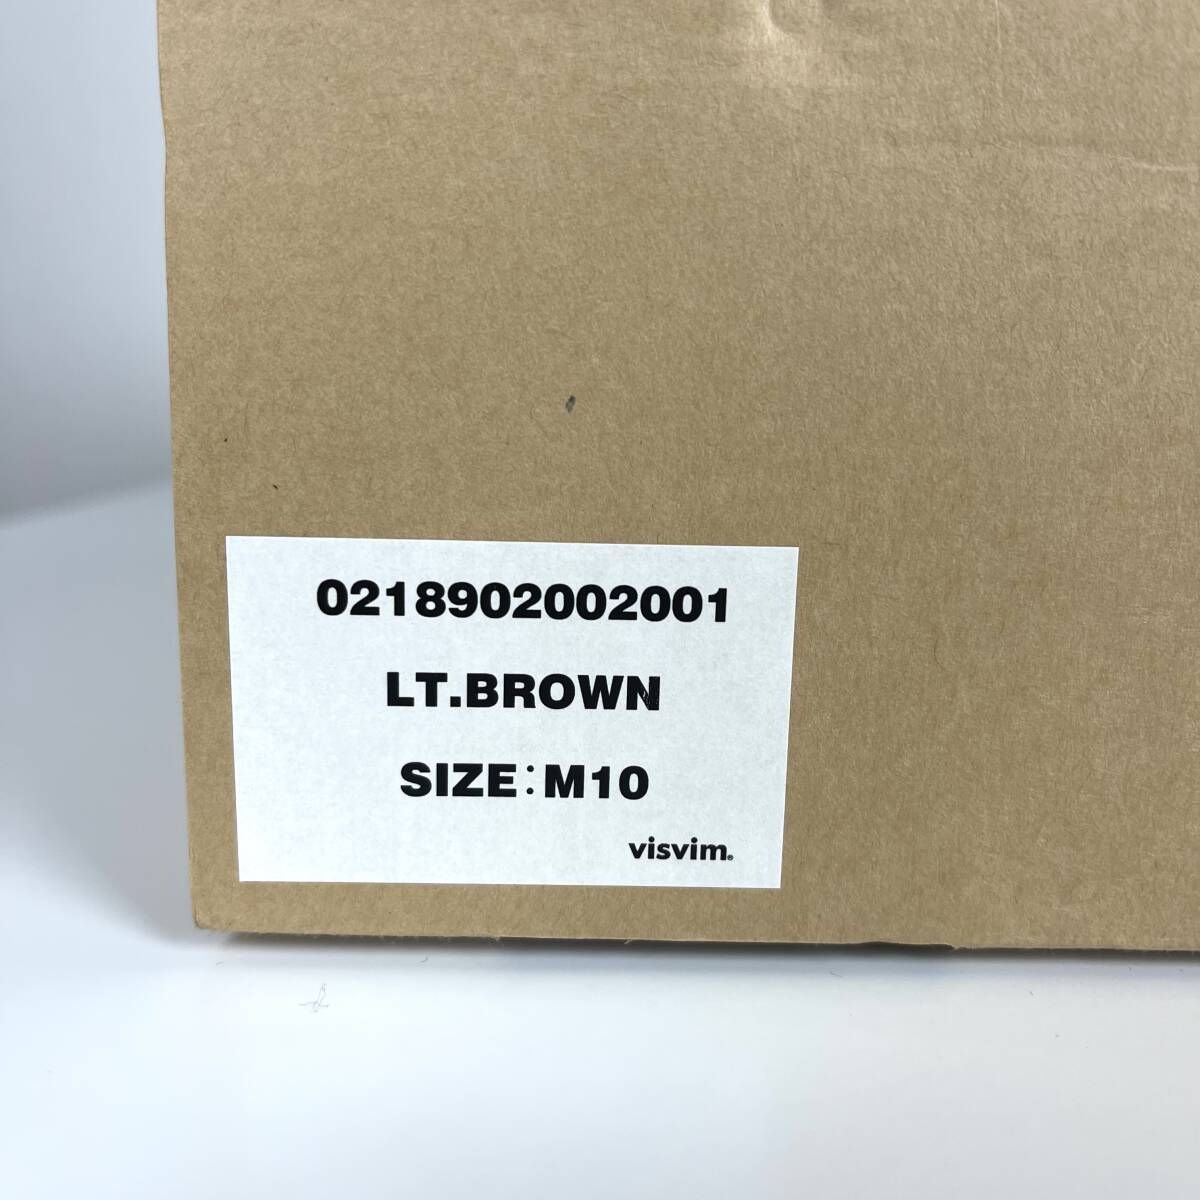 0218902002001
LT.BROWN
SIZE:M10
visvim®